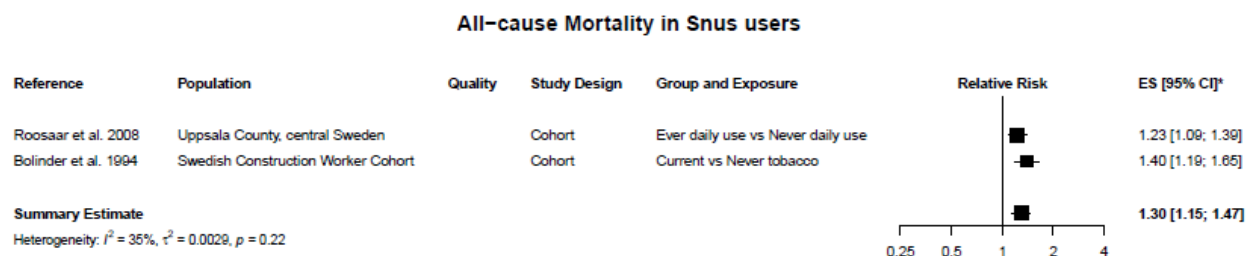 All-cause Mortality in Snus users
Reference Population Quality Study Design Group and Exposure Relative Risk ES [95% CI]*
Roosaar et al. 2008 Uppsala County, central Sweden Cohort Ever daily use vs Never daily use 1.23 [1.09; 1.39]
Bolinder et al. 1994 Swedish Construction Worker Cohort Cohort Current vs Never tobacco 1.40 [1.19; 1.65]
Summary Estimate 1.30 [1.15; 1.47]
Heterogeneity: I² = 35%, τ² = 0.0029, p = 0.22
0.25 0.5 1 2 4